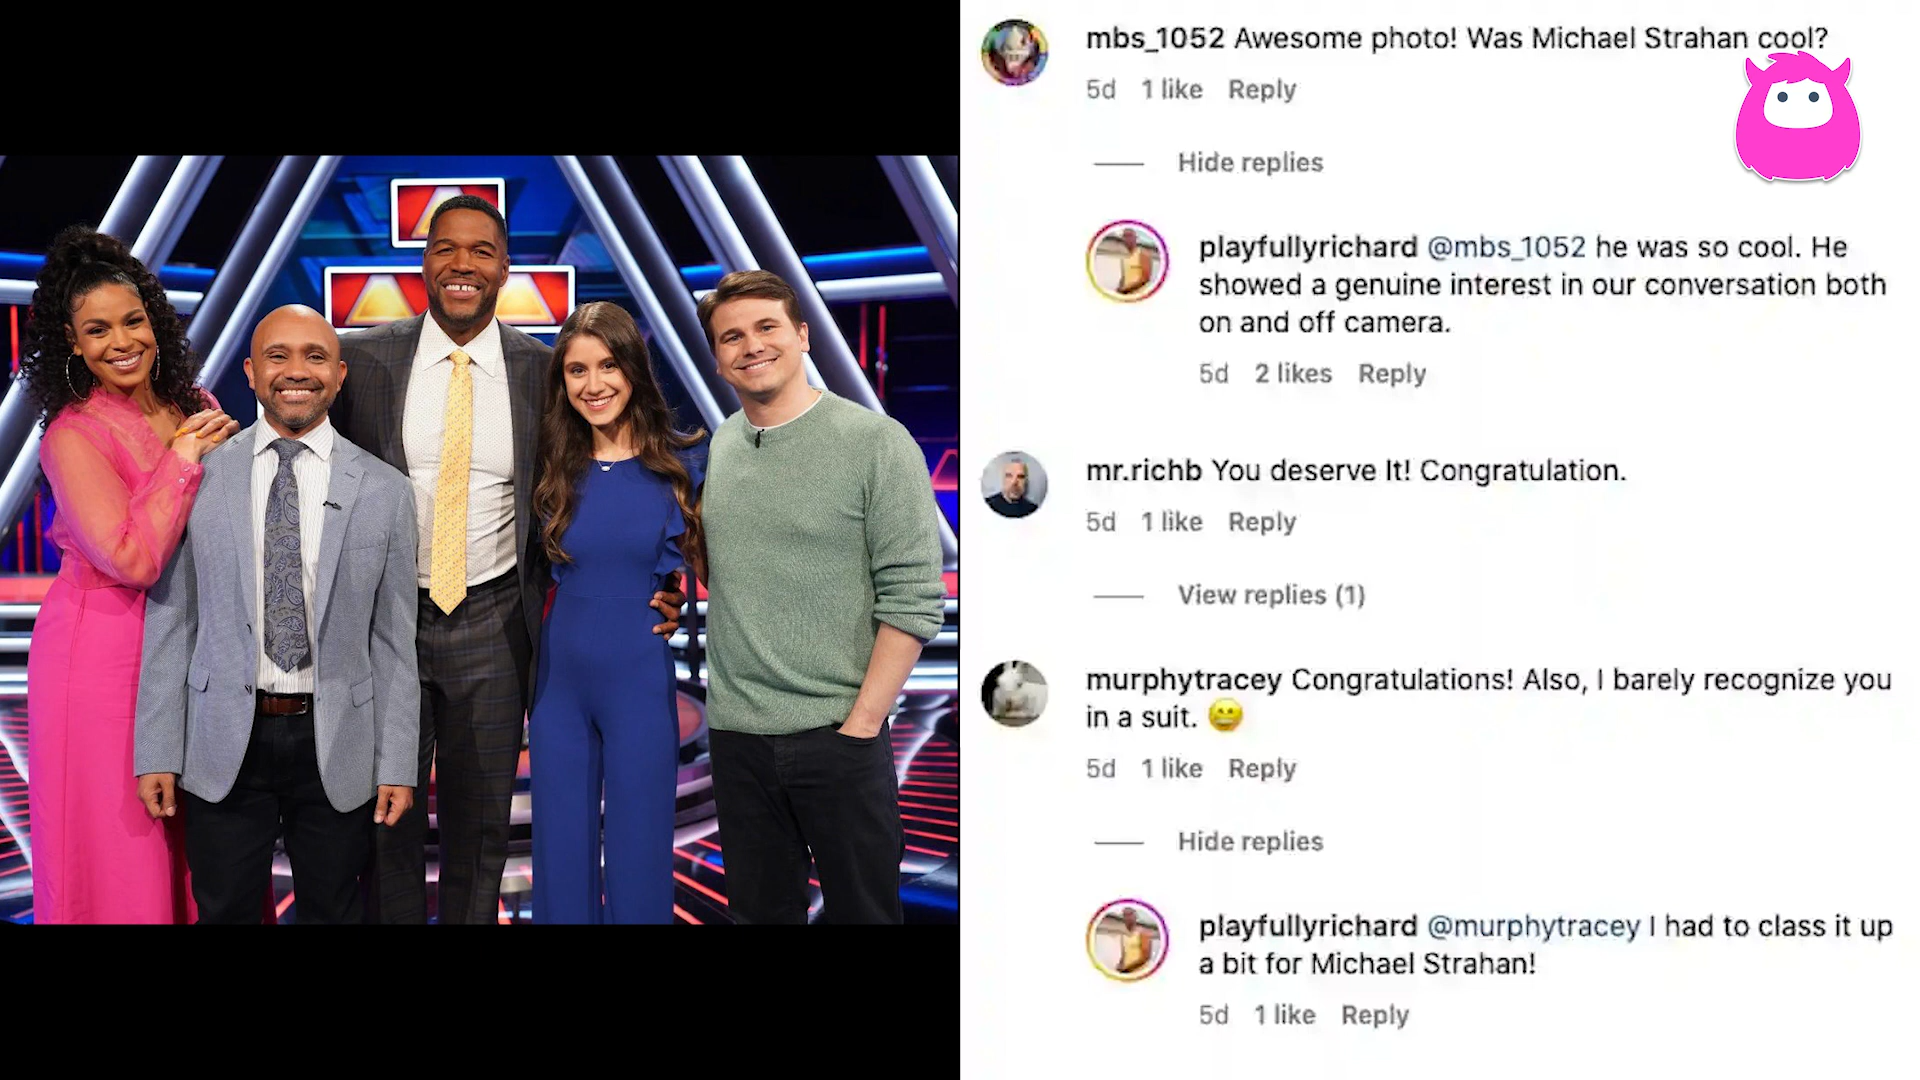 mbs_1052 Awesome photo! Was Michael Strahan cool?
5d 1 like Reply
Hide replies
playfullyrichard @mbs_1052 he was so cool. He
showed a genuine interest in our conversation both
on and off camera.
5d 2 likes Reply
mr.richb You deserve It! Congratulation.
5d 1 like Reply
View replies (1)
murphytracey Congratulations! Also, I barely recognize you
in a suit. 😬
5d 1 like Reply
Hide replies
playfullyrichard @murphytracey I had to class it up
a bit for Michael Strahan!
5d 1 like Reply